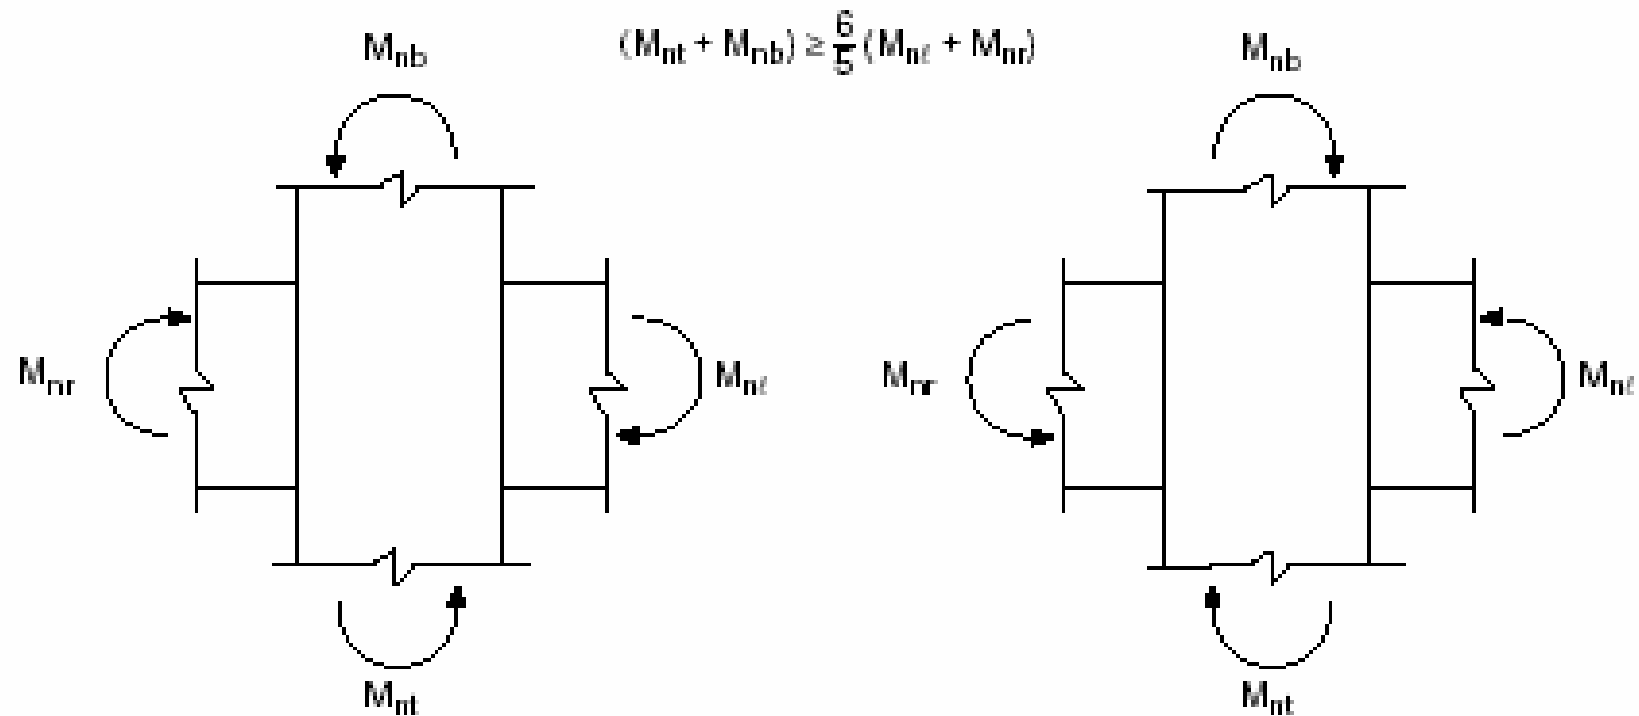 (Mnt + Mnb) ≥ 6/5 (Mnℓ + Mnr)
Mnb
Mnb
Mnr
Mnℓ
Mnr
Mnℓ
Mnt
Mnt